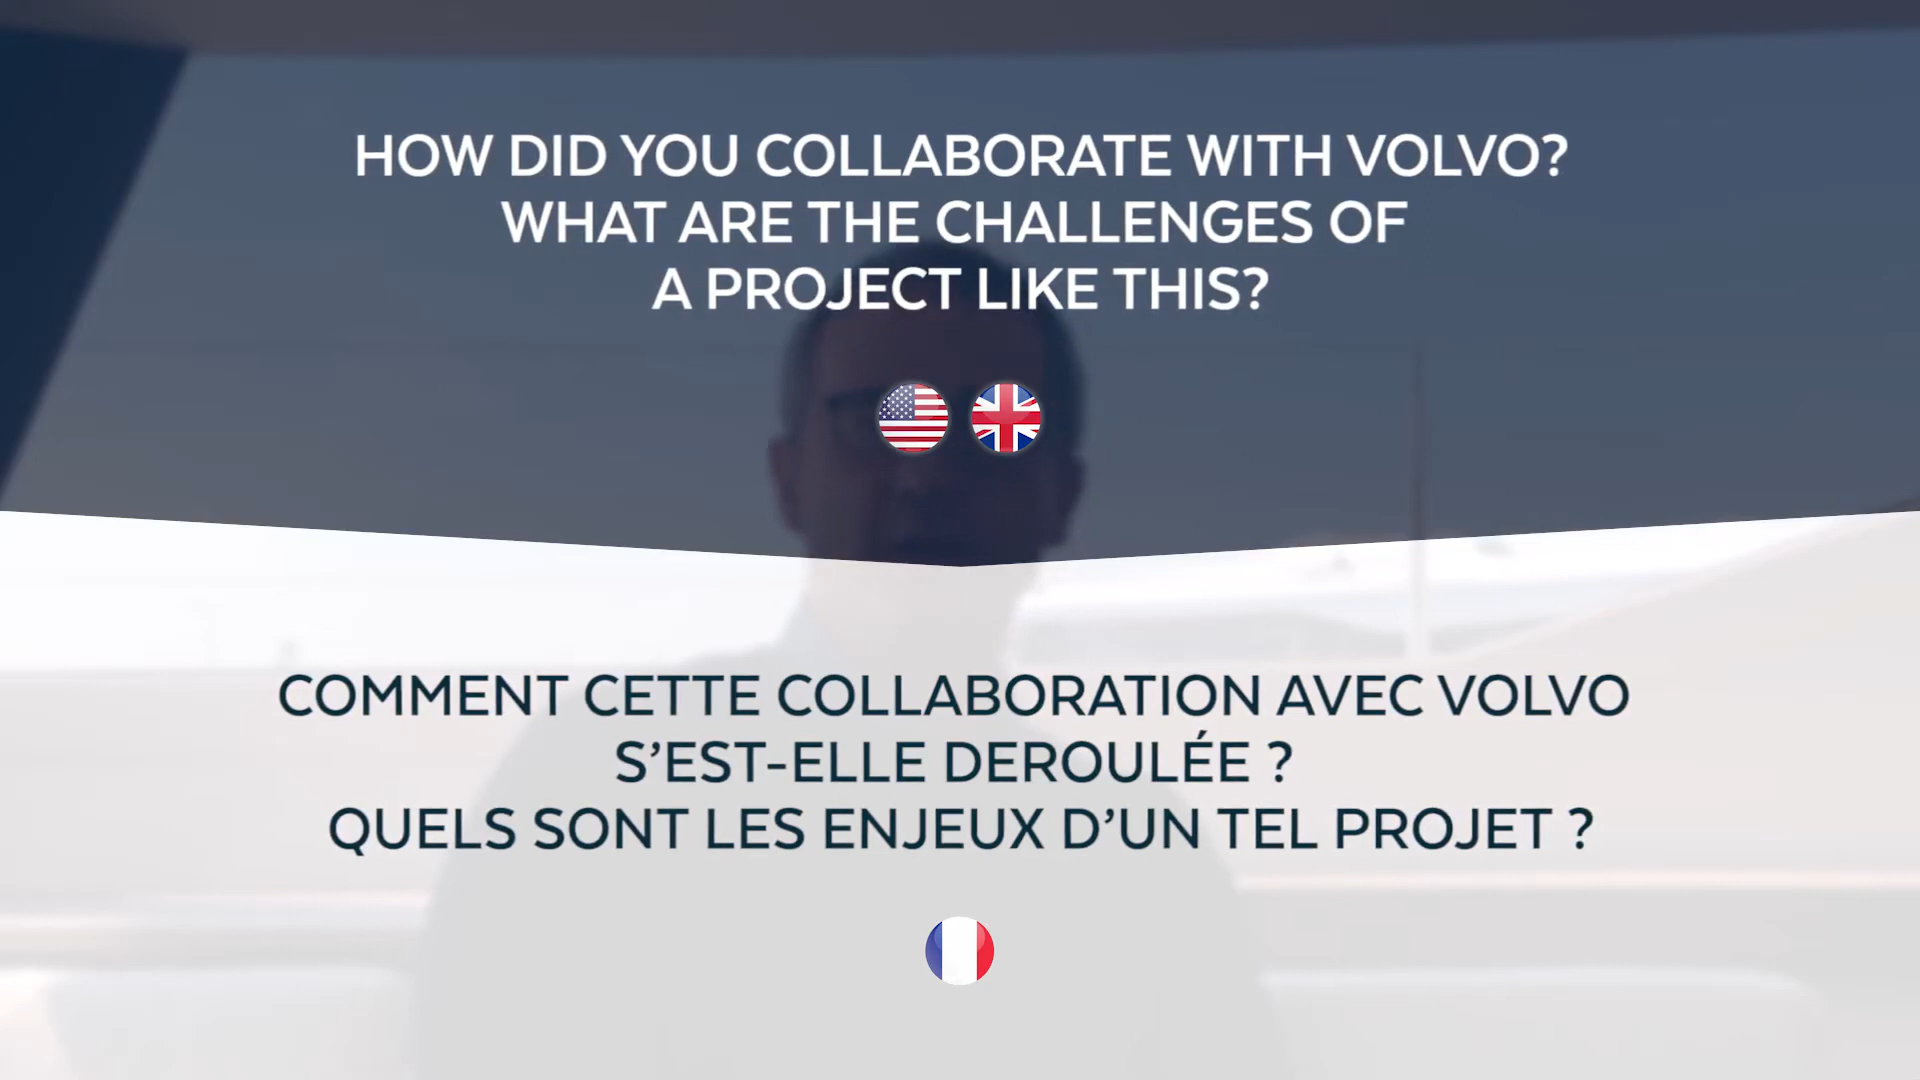 HOW DID YOU COLLABORATE WITH VOLVO?
WHAT ARE THE CHALLENGES OF
A PROJECT LIKE THIS?
COMMENT CETTE COLLABORATION AVEC VOLVO
S’EST-ELLE DEROULÉE ?
QUELS SONT LES ENJEUX D’UN TEL PROJET ?